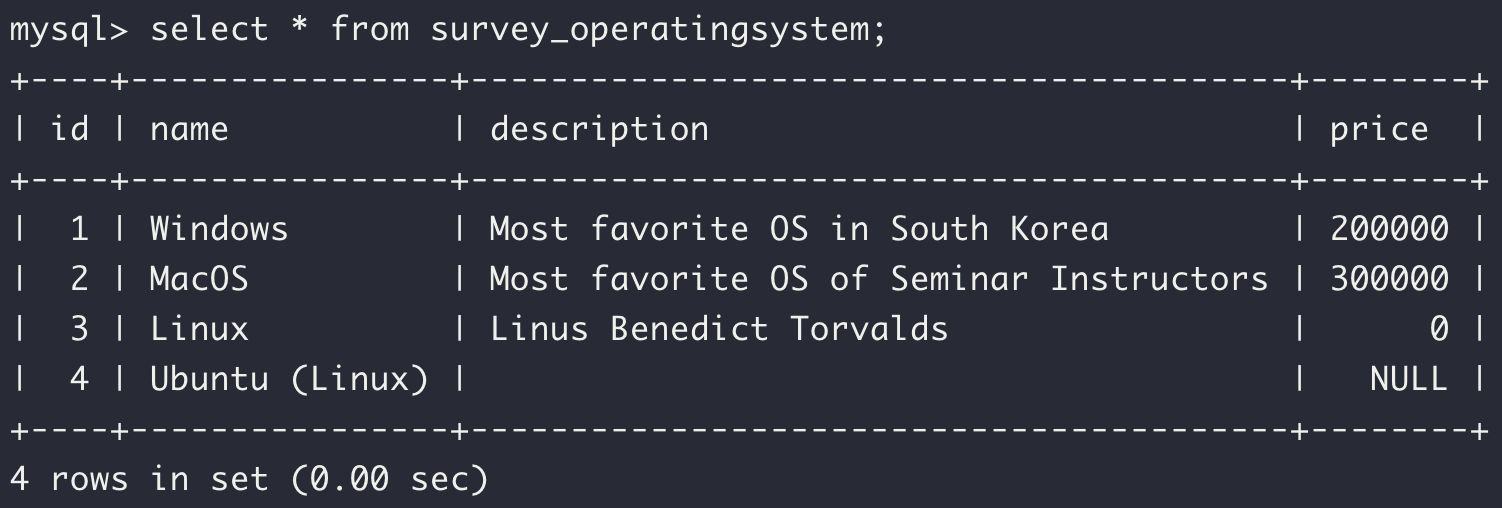 mysql> select * from survey_operatingsystem;
+----+----------------+-----------------------------------------+--------+
| id | name           | description                             | price  |
+----+----------------+-----------------------------------------+--------+
|  1 | Windows        | Most favorite OS in South Korea         | 200000 |
|  2 | MacOS          | Most favorite OS of Seminar Instructors | 300000 |
|  3 | Linux          | Linus Benedict Torvalds                 |      0 |
|  4 | Ubuntu (Linux) |                                         |   NULL |
+----+----------------+-----------------------------------------+--------+
4 rows in set (0.00 sec)